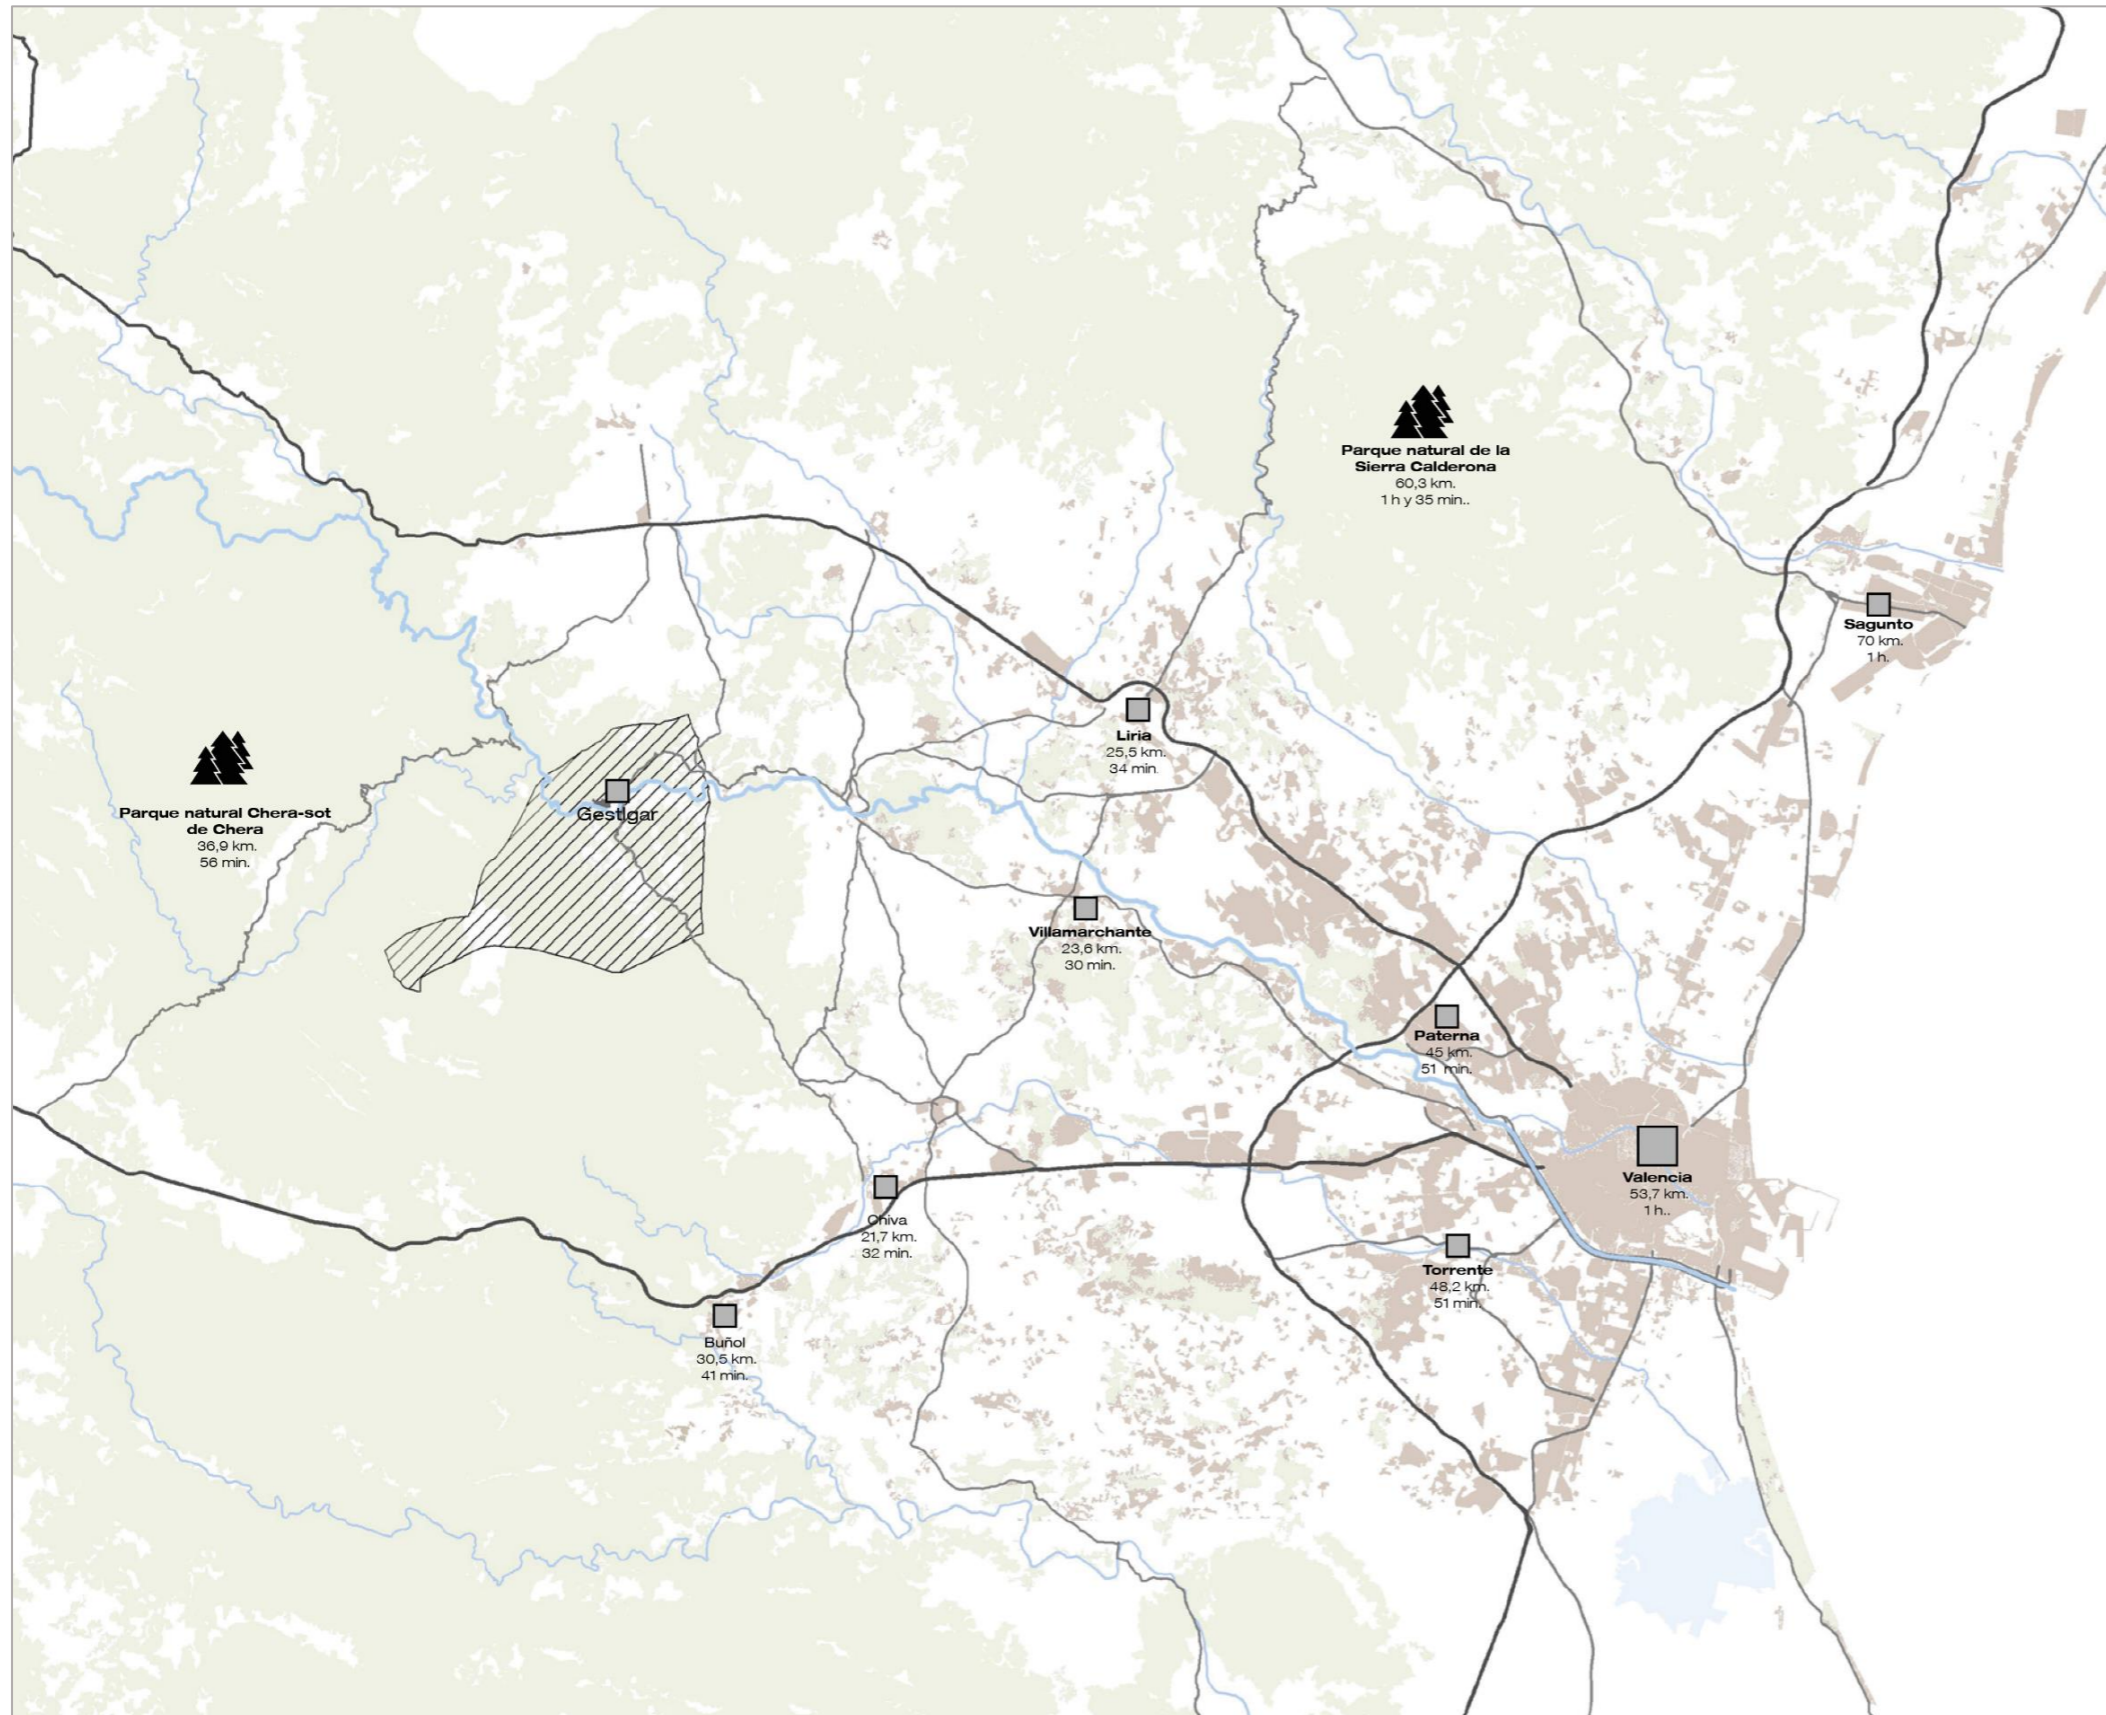 Parque natural de la
Sierra Calderona
60,3 km.
1 h y 35 min..
Sagunto
70 km.
1 h.
Liria
25,5 km.
34 min.
Parque natural Chera-sot
de Chera
36,9 km.
56 min.
Gestlgar
Villamarchante
23,6 km.
30 min.
Paterna
45 km.
51 min.
Valencia
53,7 km.
1 h..
Chiva
21,7 km.
32 min.
Torrente
48,2 km.
51 min.
Buñol
30,5 km.
41 min.